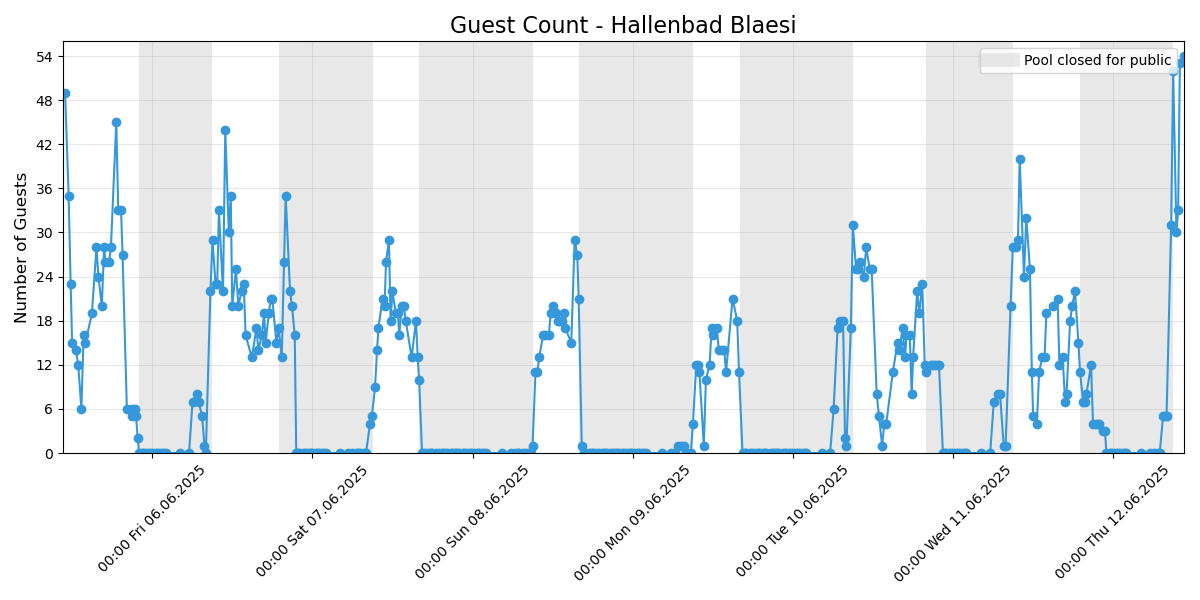 Guest Count - Hallenbad Blaesi
Pool closed for public
Number of Guests
54
48
42
36
30
24
18
12
6
0
00:00 Fri 06.06.2025
00:00 Sat 07.06.2025
00:00 Sun 08.06.2025
00:00 Mon 09.06.2025
00:00 Tue 10.06.2025
00:00 Wed 11.06.2025
00:00 Thu 12.06.2025